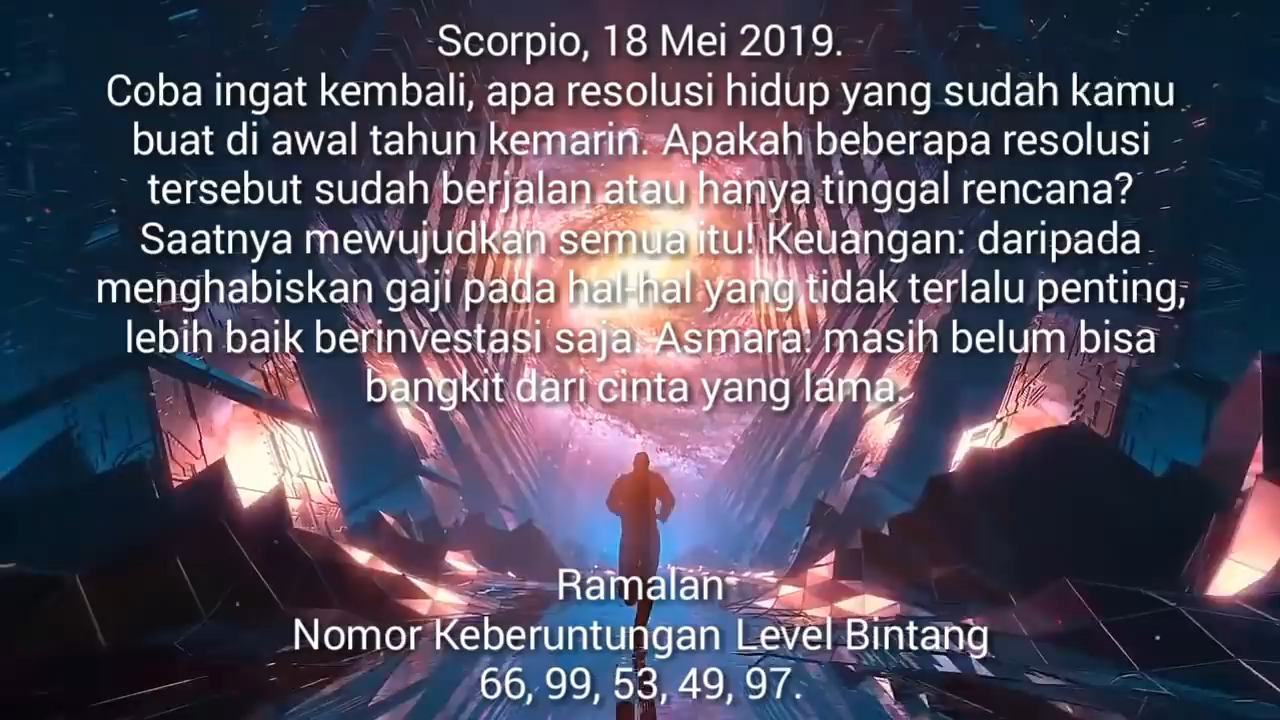 Scorpio, 18 Mei 2019.
Coba ingat kembali, apa resolusi hidup yang sudah kamu
buat di awal tahun kemarin. Apakah beberapa resolusi
tersebut sudah berjalan atau hanya tinggal rencana?
Saatnya mewujudkan semua itu! Keuangan: daripada
menghabiskan gaji pada hal-hal yang tidak terlalu penting,
lebih baik berinvestasi saja. Asmara: masih belum bisa
bangkit dari cinta yang lama.
Ramalan
Nomor Keberuntungan Level Bintang
66, 99, 53, 49, 97.